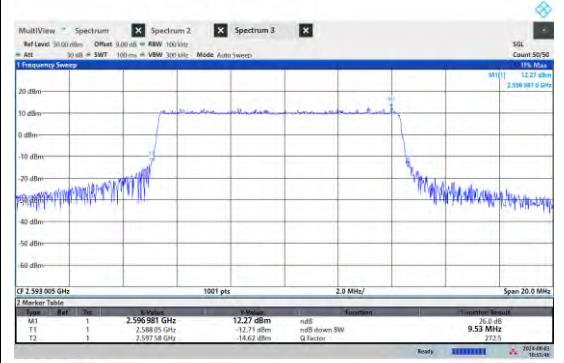 MultiView Spectrum Spectrum 2 Spectrum 3
Ref Level 30.00 dBm Offset 9.00 dB RBW 100 kHz SGL
Att 30 dB SWT 100 ms VBW 300 kHz Mode Auto Sweep Count 50/50
1 Frequency Sweep 1Pk Max
M1[1] 12.27 dBm
2.596 981 0 GHz
20 dBm
10 dBm
0 dBm
-10 dBm
-20 dBm
-30 dBm
-40 dBm
-50 dBm
-60 dBm
CF 2.593 005 GHz 1001 pts 2.0 MHz/ Span 20.0 MHz
2 Marker Table
Type Ref Trc X-Value Y-Value Function Function Result
M1 1 2.596 981 GHz 12.27 dBm ndB 26.0 dB
T1 1 2.588 05 GHz -12.71 dBm ndB down BW 9.53 MHz
T2 1 2.597 58 GHz -14.62 dBm Q Factor 272.5
Ready